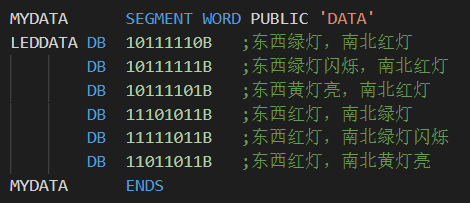 MYDATA SEGMENT WORD PUBLIC 'DATA'
LEDDATA DB 10111110B ;东西绿灯，南北红灯
DB 10111111B ;东西绿灯闪烁，南北红灯
DB 10111101B ;东西黄灯亮，南北红灯
DB 11101011B ;东西红灯，南北绿灯
DB 11111011B ;东西红灯，南北绿灯闪烁
DB 11011011B ;东西红灯，南北黄灯亮
MYDATA ENDS